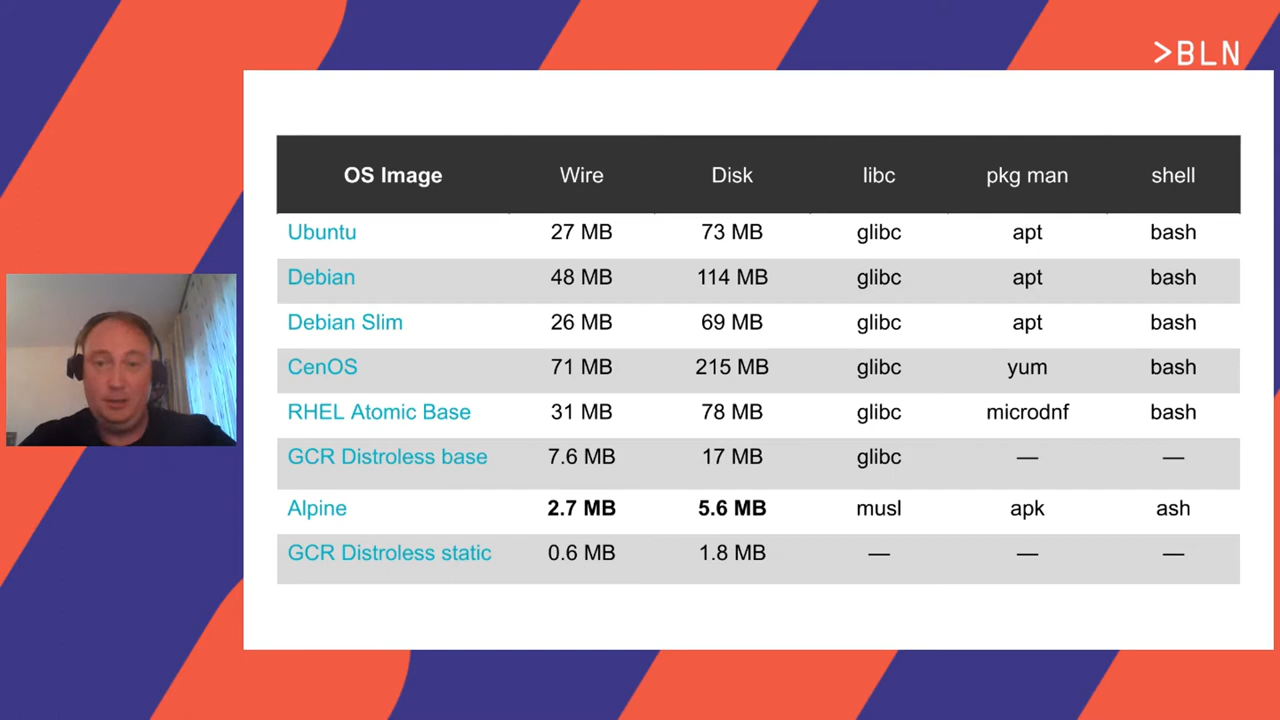 >BLN
OS Image Wire Disk libc pkg man shell
Ubuntu 27 MB 73 MB glibc apt bash
Debian 48 MB 114 MB glibc apt bash
Debian Slim 26 MB 69 MB glibc apt bash
CenOS 71 MB 215 MB glibc yum bash
RHEL Atomic Base 31 MB 78 MB glibc microdnf bash
GCR Distroless base 7.6 MB 17 MB glibc — —
Alpine 2.7 MB 5.6 MB musl apk ash
GCR Distroless static 0.6 MB 1.8 MB — — —